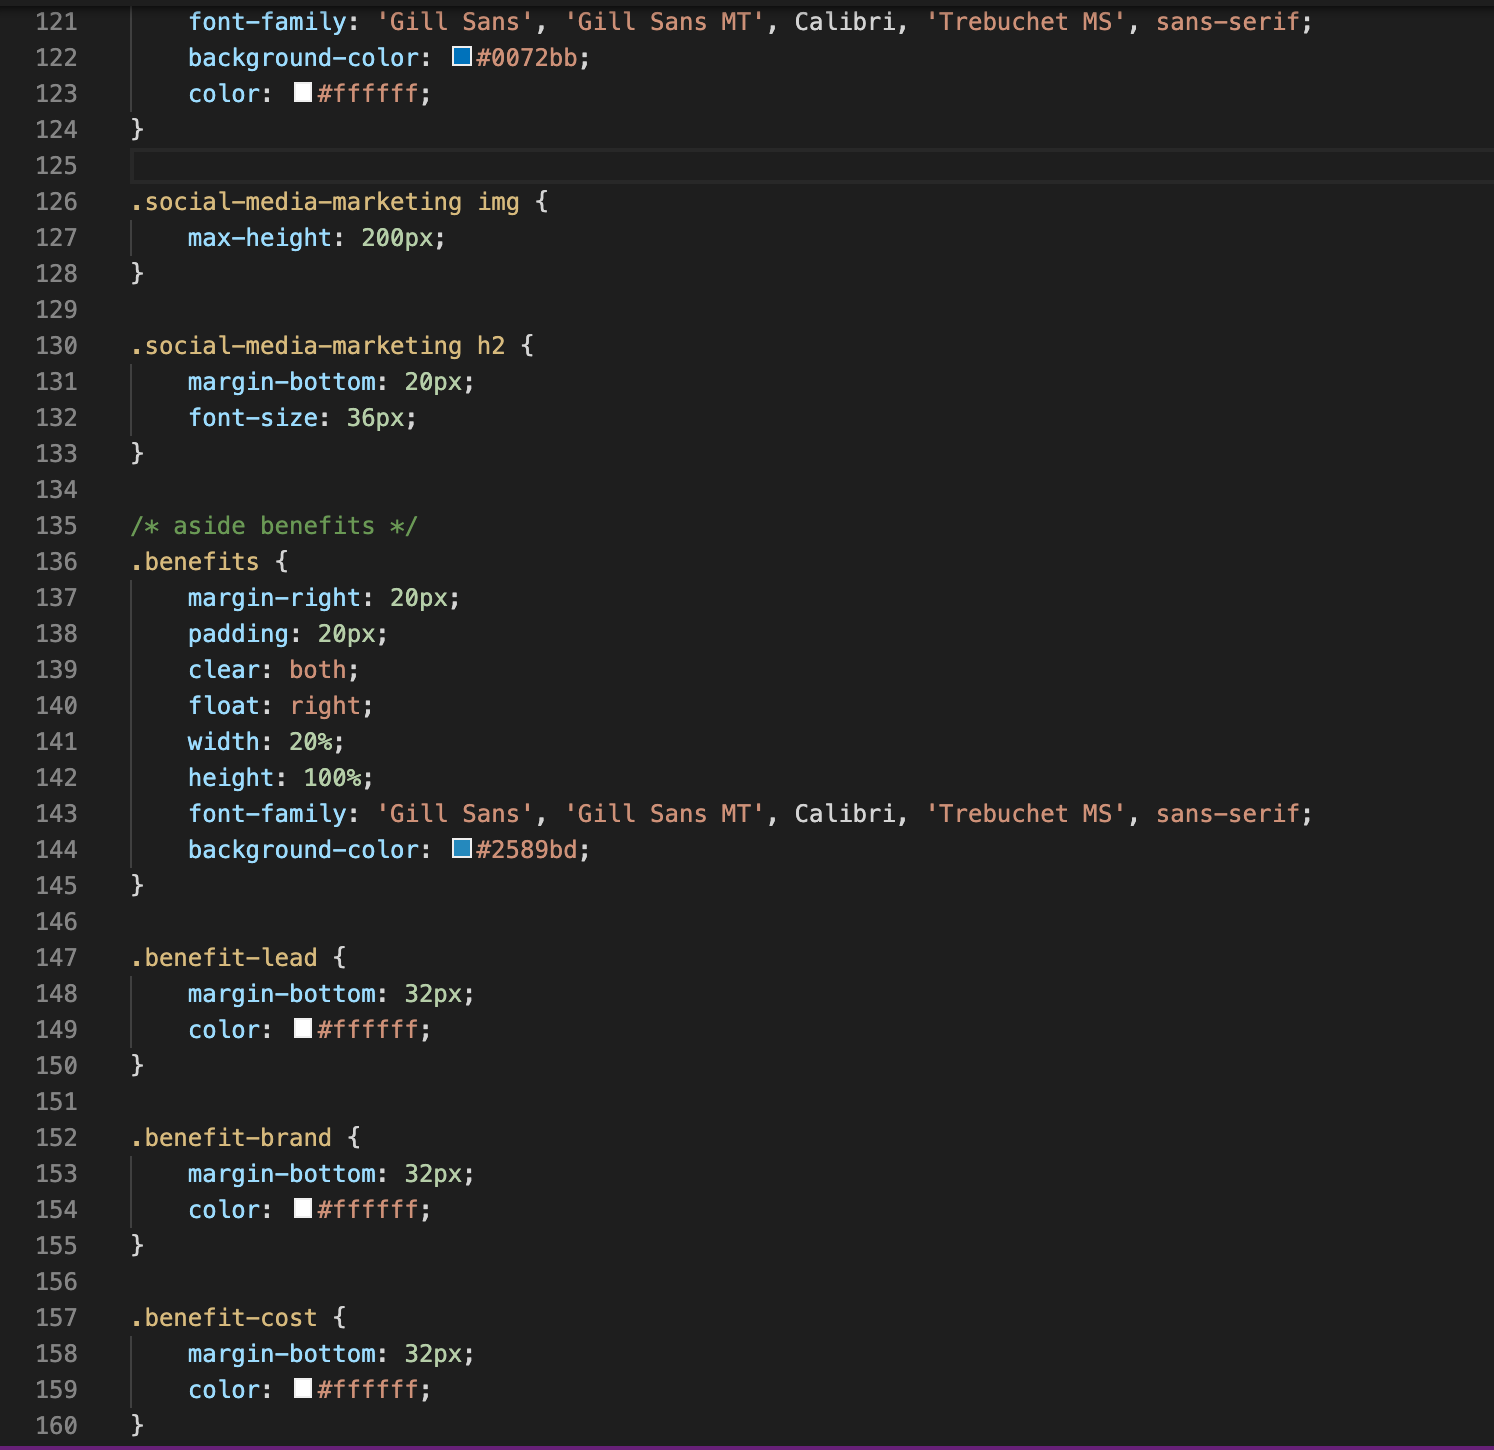 121 font-family: 'Gill Sans', 'Gill Sans MT', Calibri, 'Trebuchet MS', sans-serif;
122 background-color: #0072bb;
123 color: #ffffff;
124 }
125
126 .social-media-marketing img {
127 max-height: 200px;
128 }
129
130 .social-media-marketing h2 {
131 margin-bottom: 20px;
132 font-size: 36px;
133 }
134
135 /* aside benefits */
136 .benefits {
137 margin-right: 20px;
138 padding: 20px;
139 clear: both;
140 float: right;
141 width: 20%;
142 height: 100%;
143 font-family: 'Gill Sans', 'Gill Sans MT', Calibri, 'Trebuchet MS', sans-serif;
144 background-color: #2589bd;
145 }
146
147 .benefit-lead {
148 margin-bottom: 32px;
149 color: #ffffff;
150 }
151
152 .benefit-brand {
153 margin-bottom: 32px;
154 color: #ffffff;
155 }
156
157 .benefit-cost {
158 margin-bottom: 32px;
159 color: #ffffff;
160 }